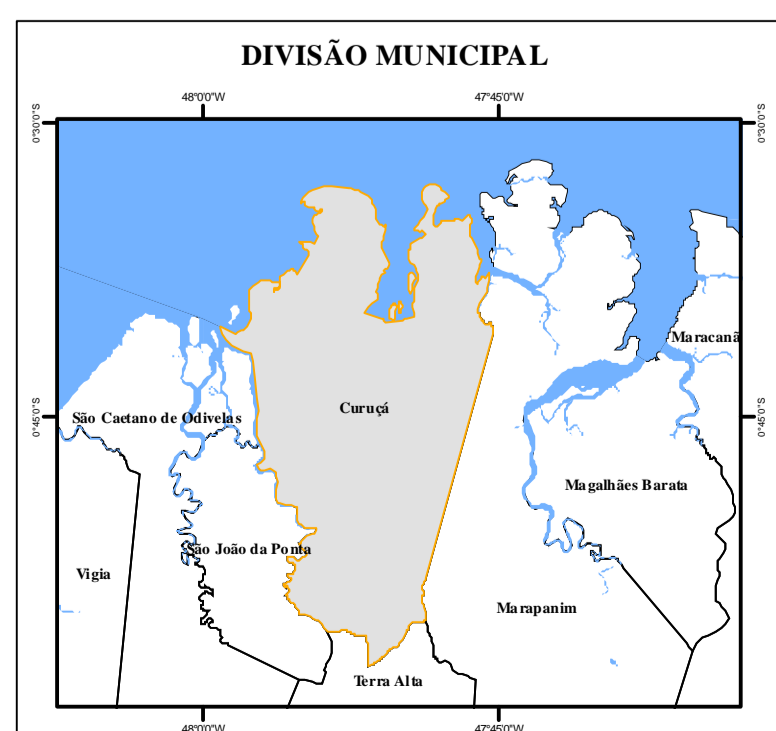 DIVISÃO MUNICIPAL
48°0'0"W
47°45'0"W
0°30'0"S
0°30'0"S
Maracanã
Curuçá
São Caetano de Odivelas
0°45'0"S
0°45'0"S
Magalhães Barata
São João da Ponta
Vigia
Marapanim
Terra Alta
48°0'0"W
47°45'0"W